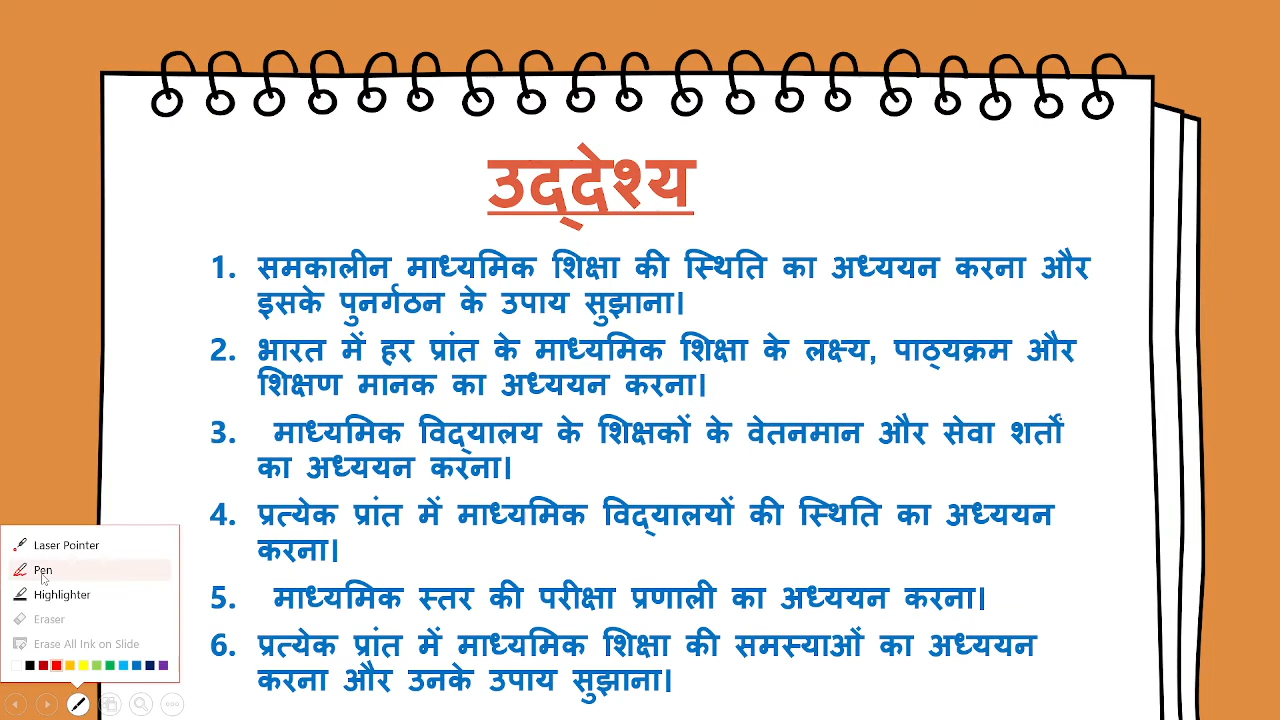 उद्देश्य
1. समकालीन माध्यमिक शिक्षा की स्थिति का अध्ययन करना और
इसके पुनर्गठन के उपाय सुझाना।
2. भारत में हर प्रांत के माध्यमिक शिक्षा के लक्ष्य, पाठ्यक्रम और
शिक्षण मानक का अध्ययन करना।
3. माध्यमिक विद्यालय के शिक्षकों के वेतनमान और सेवा शर्तों
का अध्ययन करना।
4. प्रत्येक प्रांत में माध्यमिक विद्यालयों की स्थिति का अध्ययन
करना।
5. माध्यमिक स्तर की परीक्षा प्रणाली का अध्ययन करना।
6. प्रत्येक प्रांत में माध्यमिक शिक्षा की समस्याओं का अध्ययन
करना और उनके उपाय सुझाना।
Laser Pointer
Pen
Highlighter
Eraser
Erase All Ink on Slide